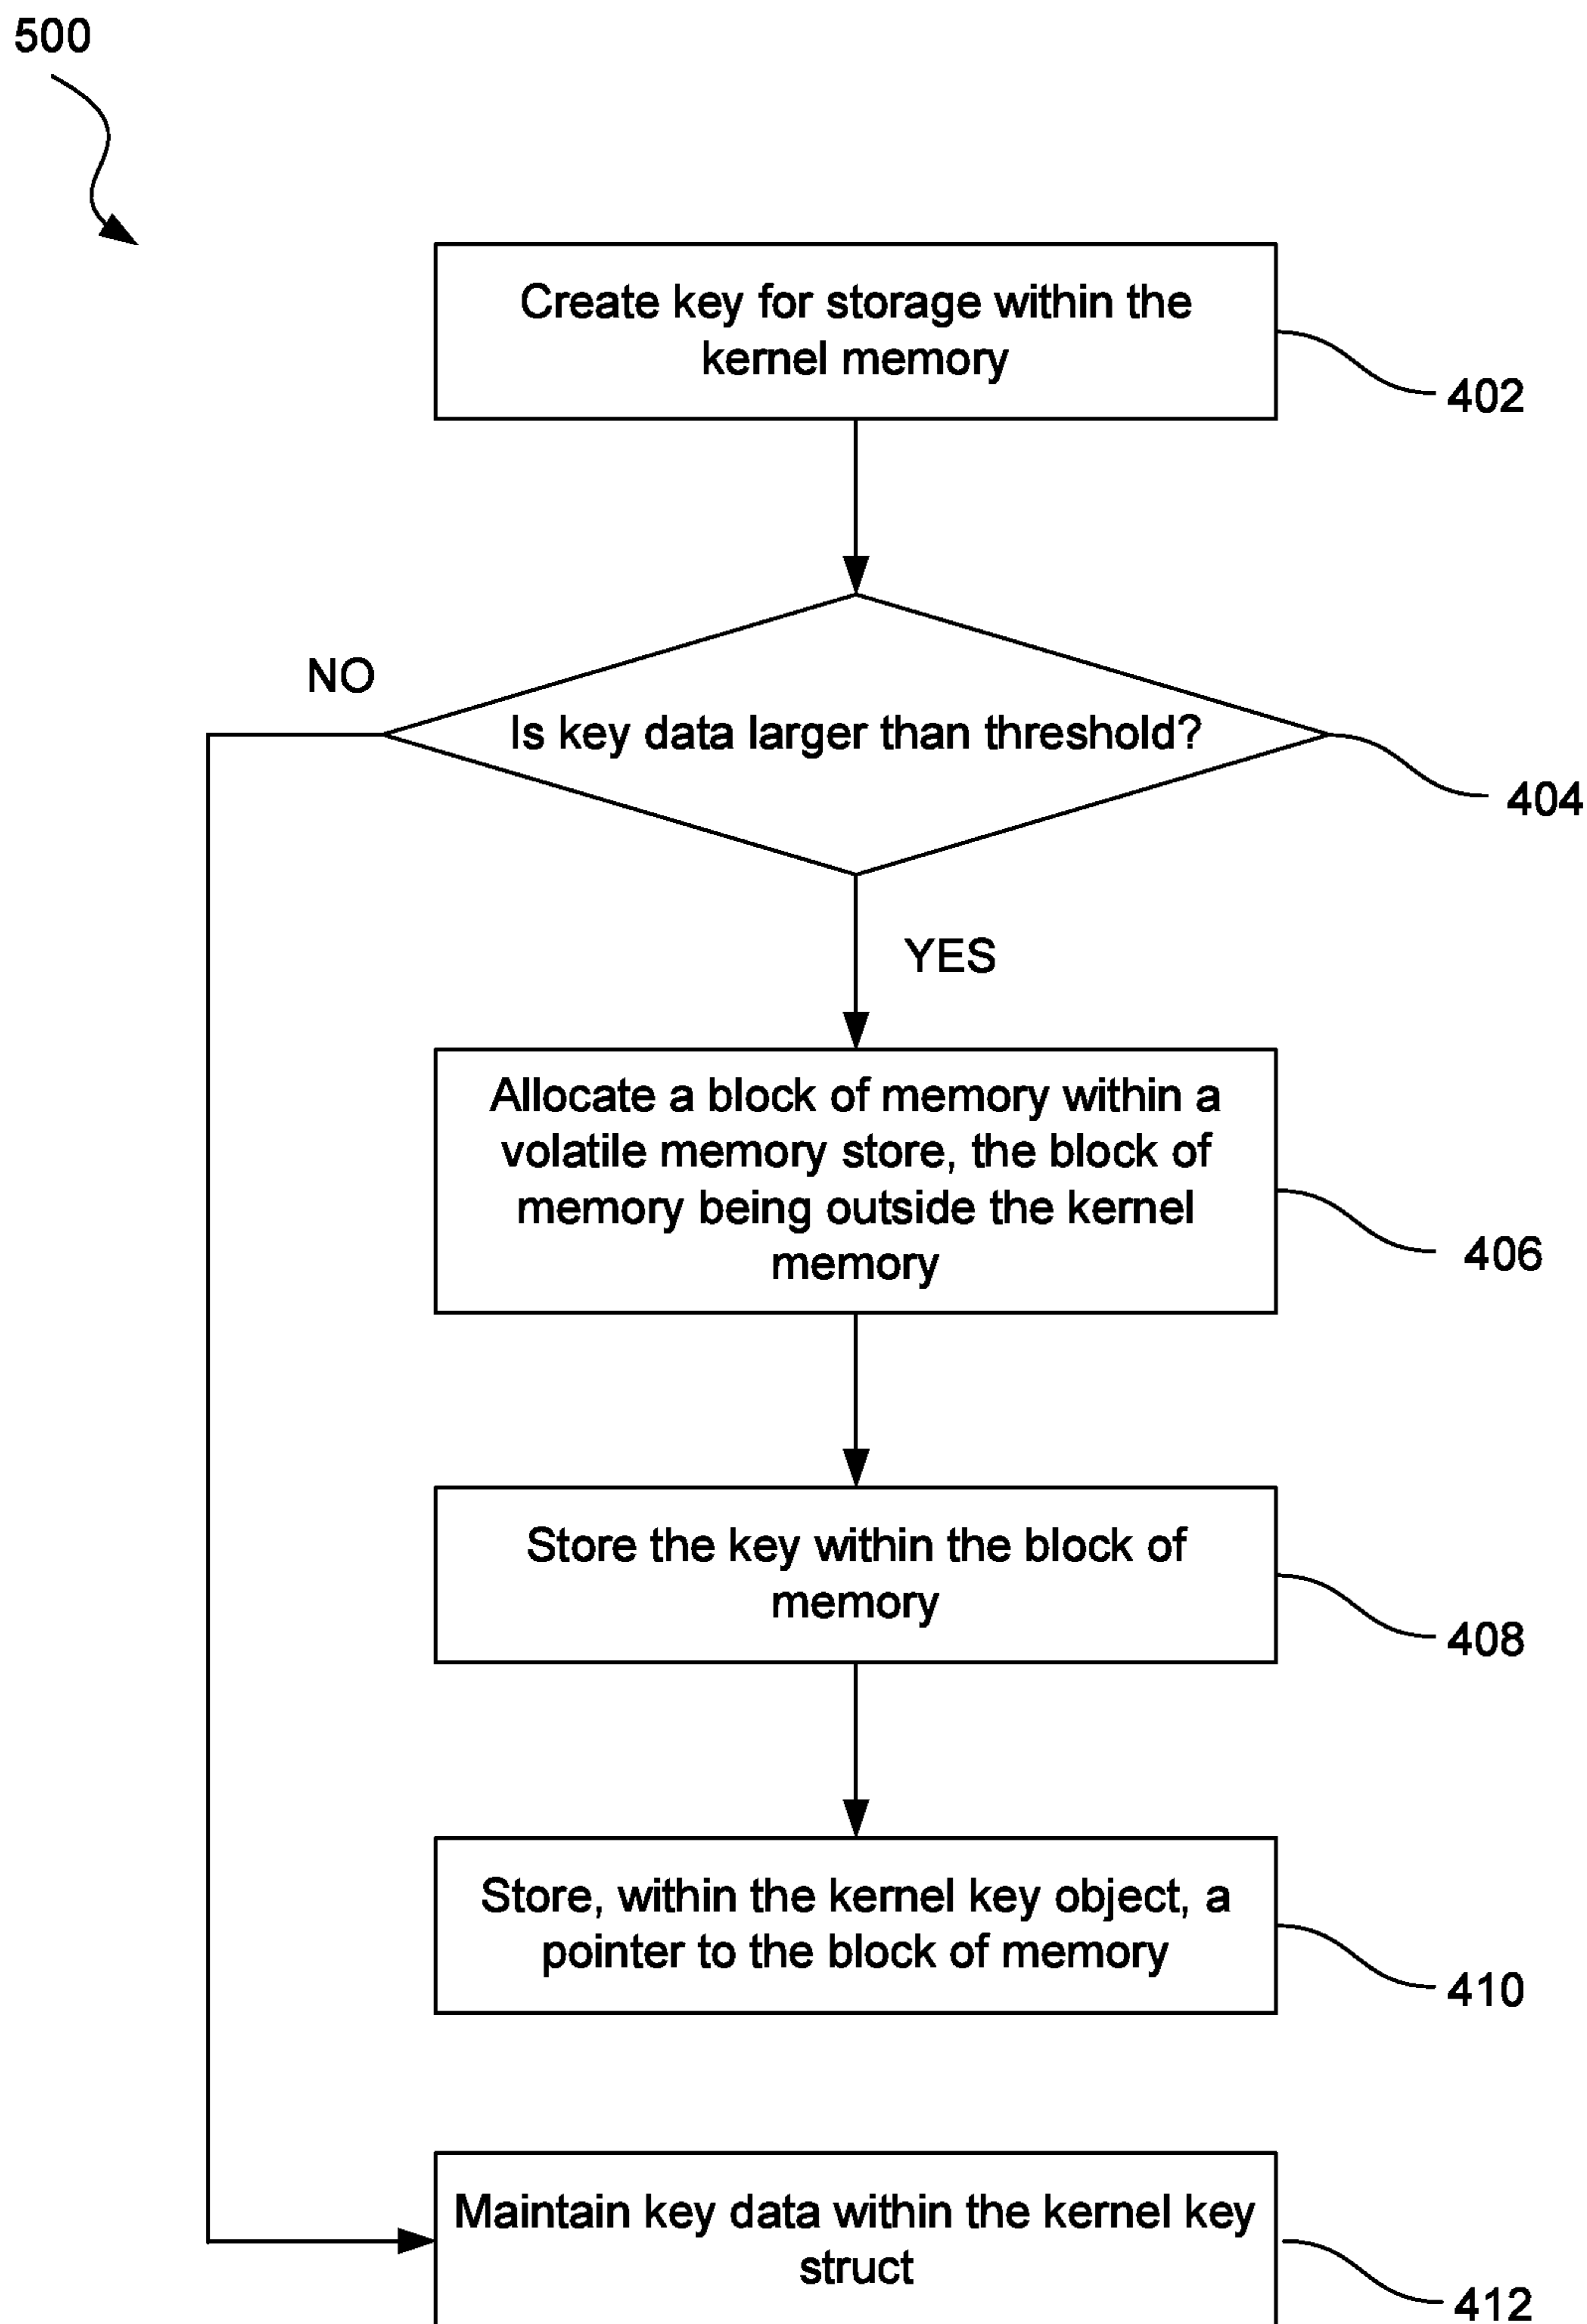 500
Create key for storage within the
kernel memory
402
NO
Is key data larger than threshold?
404
YES
Allocate a block of memory within a
volatile memory store, the block of
memory being outside the kernel
memory
406
Store the key within the block of
memory
408
Store, within the kernel key object, a
pointer to the block of memory
410
Maintain key data within the kernel key
struct
412